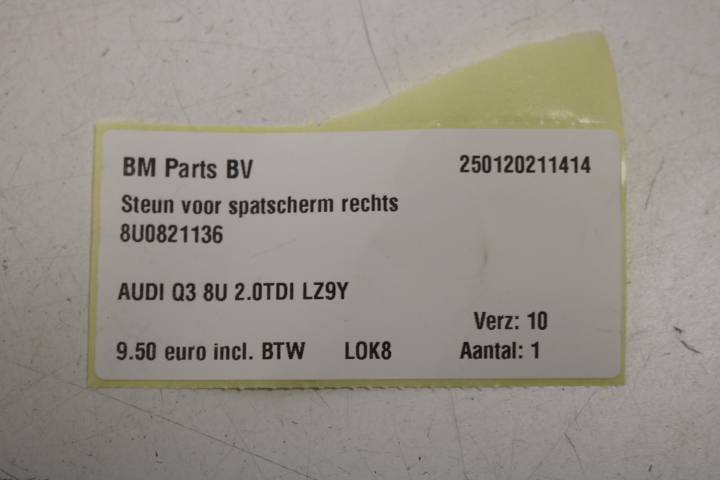 BM Parts BV 250120211414
Steun voor spatscherm rechts
8U0821136
AUDI Q3 8U 2.0TDI LZ9Y
Verz: 10
9.50 euro incl. BTW LOK8 Aantal: 1